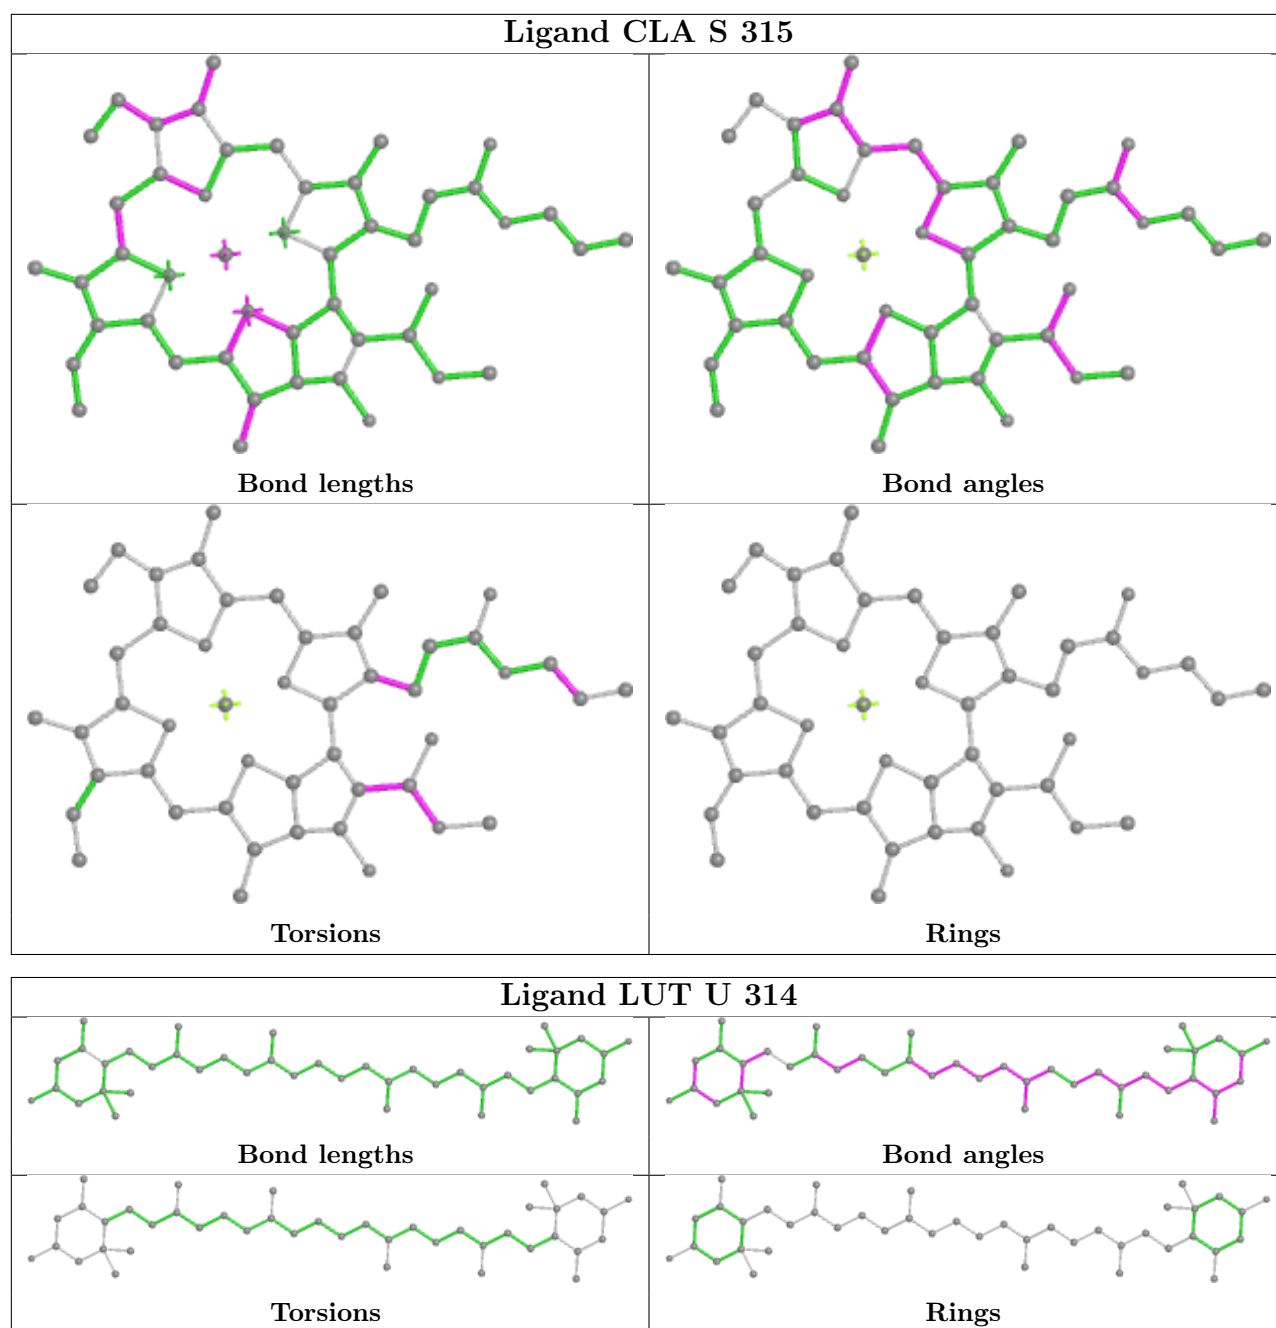 Ligand CLA S 315
Bond lengths
Bond angles
Torsions
Rings
Ligand LUT U 314
Bond lengths
Bond angles
Torsions
Rings